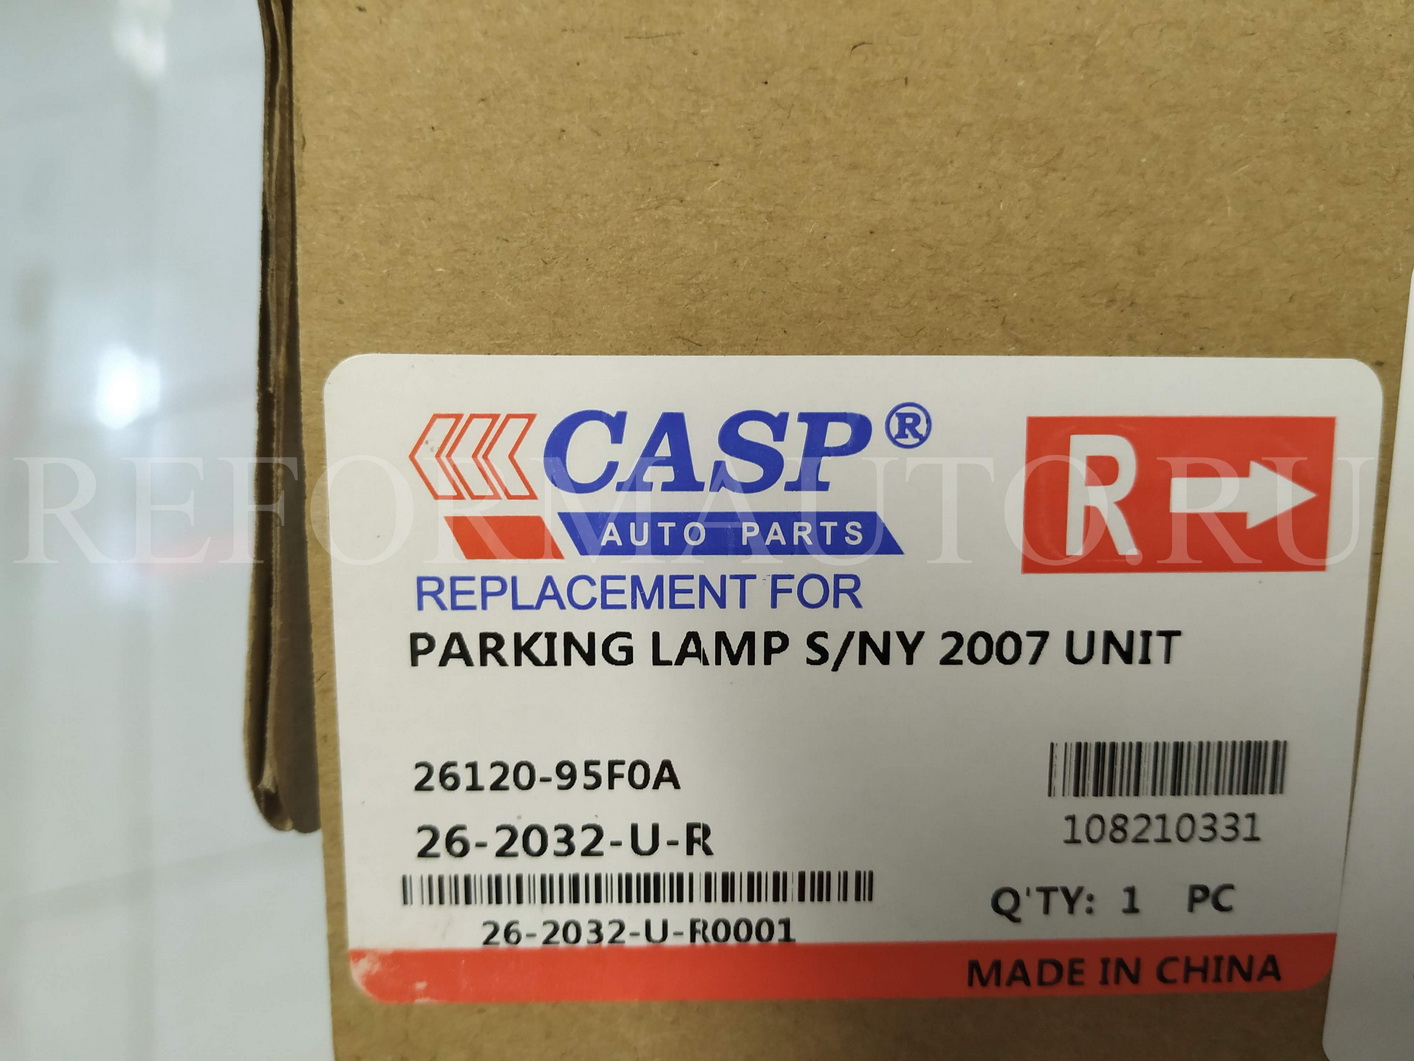 CASP®
AUTO PARTS
R
REFORMAUTO.RU
REPLACEMENT FOR
PARKING LAMP S/NY 2007 UNIT
26120-95F0A
108210331
26-2032-U-R
Q'TY: 1 PC
26-2032-U-R0001
MADE IN CHINA